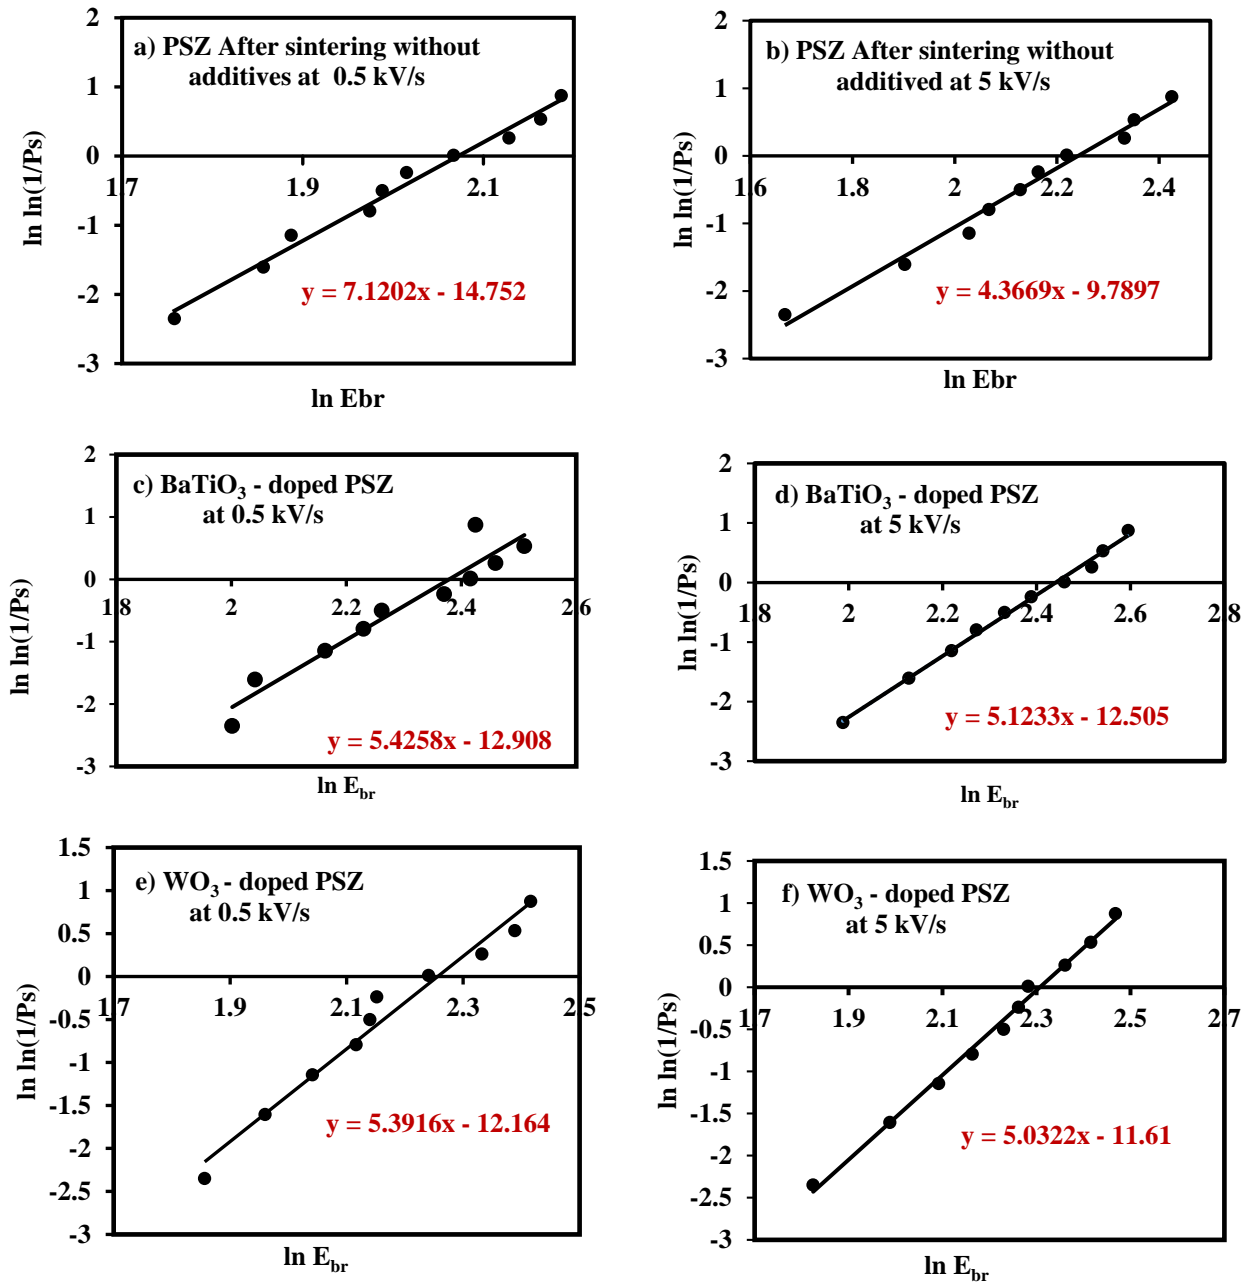 a) PSZ After sintering without
additives at 0.5 kV/s
2
1
0
-1
-2
-3
1.7
1.9
2.1
ln ln(1/Ps)
y = 7.1202x - 14.752
ln Ebr
b) PSZ After sintering without
additived at 5 kV/s
2
1
0
-1
-2
-3
1.6
1.8
2
2.2
2.4
ln ln(1/Ps)
y = 4.3669x - 9.7897
ln Ebr
c) BaTiO₃ - doped PSZ
at 0.5 kV/s
2
1
0
-1
-2
-3
1.8
2
2.2
2.4
2.6
ln ln(1/Ps)
y = 5.4258x - 12.908
ln E_br
d) BaTiO₃ - doped PSZ
at 5 kV/s
2
1
0
-1
-2
-3
1.8
2
2.2
2.4
2.6
2.8
ln ln(1/Ps)
y = 5.1233x - 12.505
ln E_br
e) WO₃ - doped PSZ
at 0.5 kV/s
1.5
1
0.5
0
-0.5
-1
-1.5
-2
-2.5
-3
1.7
1.9
2.1
2.3
2.5
ln ln(1/Ps)
y = 5.3916x - 12.164
ln E_br
f) WO₃ - doped PSZ
at 5 kV/s
1.5
1
0.5
0
-0.5
-1
-1.5
-2
-2.5
-3
1.7
1.9
2.1
2.3
2.5
2.7
ln ln(1/Ps)
y = 5.0322x - 11.61
ln E_br